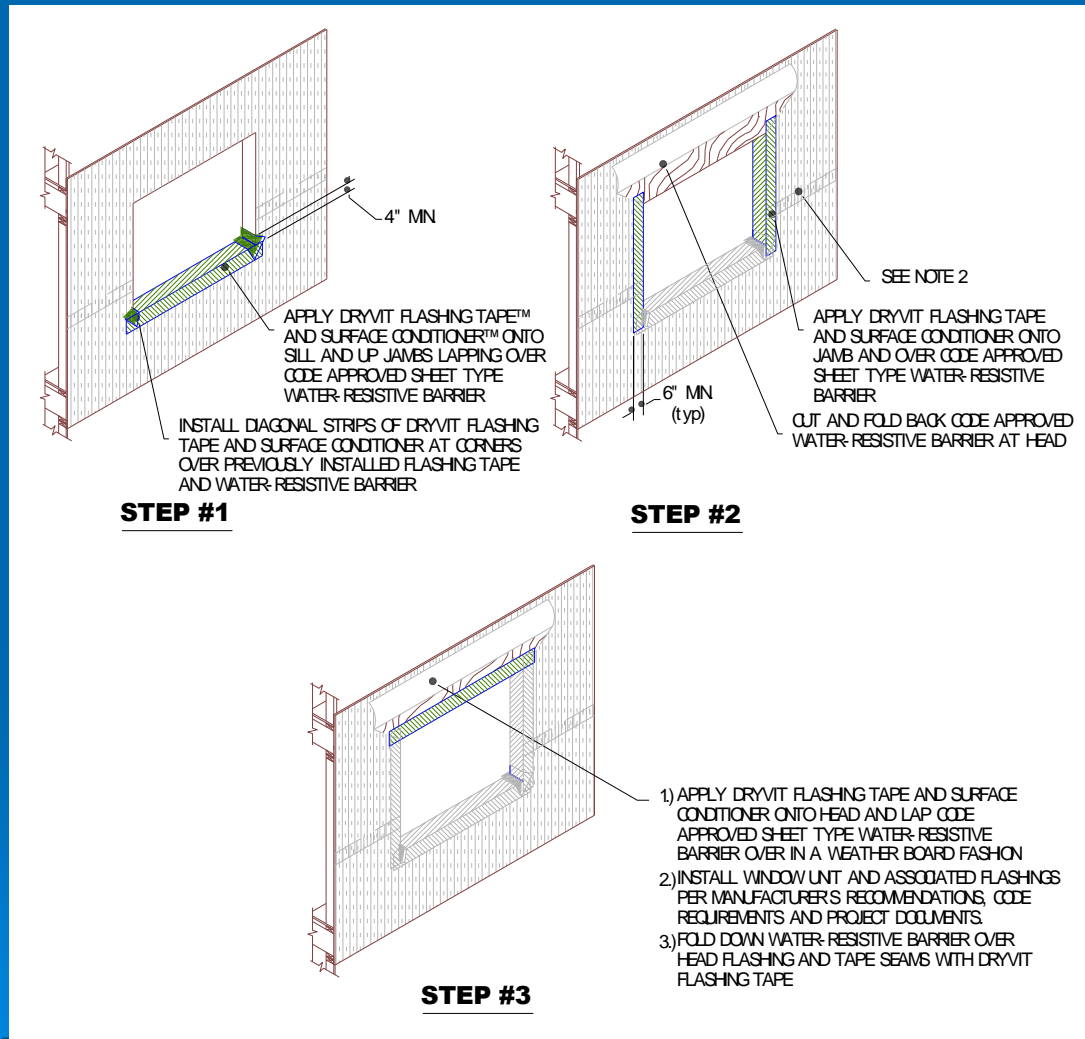 4" MIN.
APPLY DRYVIT FLASHING TAPE™
AND SURFACE CONDITIONER™ ONTO
SILL AND UP JAMBS LAPPING OVER
CODE APPROVED SHEET TYPE
WATER-RESISTIVE BARRIER
INSTALL DIAGONAL STRIPS OF DRYVIT FLASHING
TAPE AND SURFACE CONDITIONER AT CORNERS
OVER PREVIOUSLY INSTALLED FLASHING TAPE
AND WATER-RESISTIVE BARRIER
STEP #1
SEE NOTE 2
APPLY DRYVIT FLASHING TAPE
AND SURFACE CONDITIONER ONTO
JAMB AND OVER CODE APPROVED
SHEET TYPE WATER-RESISTIVE
BARRIER
6" MIN.
(typ)
CUT AND FOLD BACK CODE APPROVED
WATER-RESISTIVE BARRIER AT HEAD
STEP #2
1.) APPLY DRYVIT FLASHING TAPE AND SURFACE
CONDITIONER ONTO HEAD AND LAP CODE
APPROVED SHEET TYPE WATER-RESISTIVE
BARRIER OVER IN A WEATHER BOARD FASHION
2.) INSTALL WINDOW UNIT AND ASSOCIATED FLASHINGS
PER MANUFACTURER'S RECOMMENDATIONS, CODE
REQUIREMENTS AND PROJECT DOCUMENTS.
3.) FOLD DOWN WATER-RESISTIVE BARRIER OVER
HEAD FLASHING AND TAPE SEAMS WITH DRYVIT
FLASHING TAPE
STEP #3